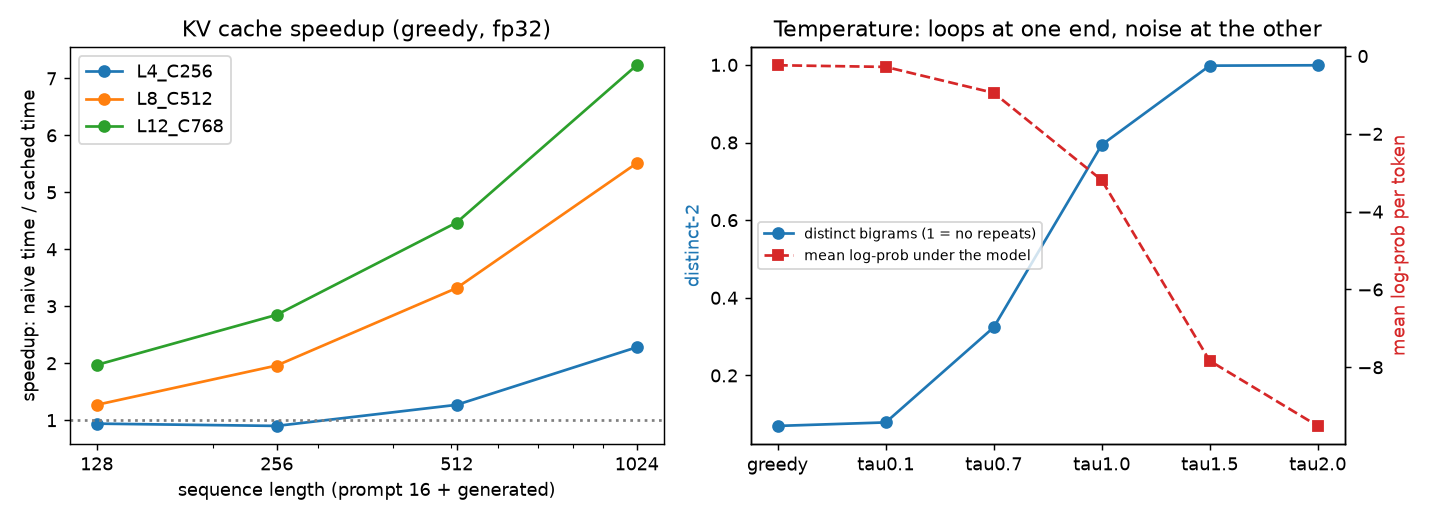 KV cache speedup (greedy, fp32)
L4_C256
L8_C512
L12_C768
speedup: naive time / cached time
7
6
5
4
3
2
1
128
256
512
1024
sequence length (prompt 16 + generated)
Temperature: loops at one end, noise at the other
distinct-2
1.0
0.8
0.6
0.4
0.2
distinct bigrams (1 = no repeats)
mean log-prob under the model
0
−2
−4
−6
−8
mean log-prob per token
greedy
tau0.1
tau0.7
tau1.0
tau1.5
tau2.0